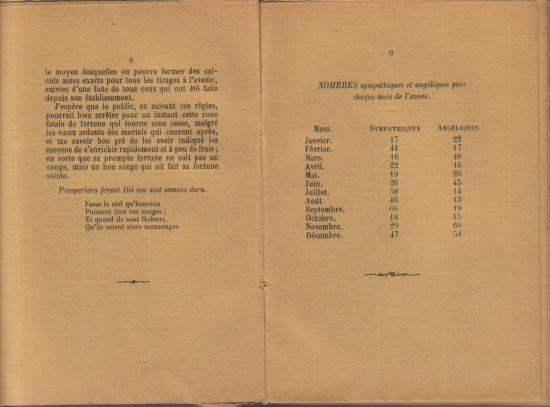 8
le moyen desquelles on pourra former des cal-
culs assez exacts pour tous les tirages à l'avenir,
suivies d'une liste de tous ceux qui ont été faits
depuis son établissement.
J'espère que le public, en suivant ces règles,
pourrait bien arrêter pour un instant cette roue
fatale de fortune qui tourne sans cesse, malgré
les vœux ardents des mortels qui courent après,
et me savoir bon gré de lui avoir indiqué les
moyens de s'enrichir rapidement et à peu de frais;
en sorte que sa prompte fortune ne soit pas un
songe, mais un bon songe qui ait fait sa fortune
solide.
Prosperiora ferant Dii nec sint somnia dura.
Fasse le ciel qu'heureux
Puissent être vos songes;
Et quand ils sont fâcheux,
Qu'ils soient alors mensonges.
9
NOMBRES sympathiques et angéliques pour
chaque mois de l'année.
Mois. SYMPATHIQUES ANGÉLIQUES
Janvier. 17 22
Février. 41 17
Mars. 16 46
Avril. 22 16
Mai. 19 26
Juin. 26 45
Juillet. 58 14
Août. 46 13
Septembre. 66 19
Octobre. 18 15
Novembre. 29 66
Décembre. 47 51